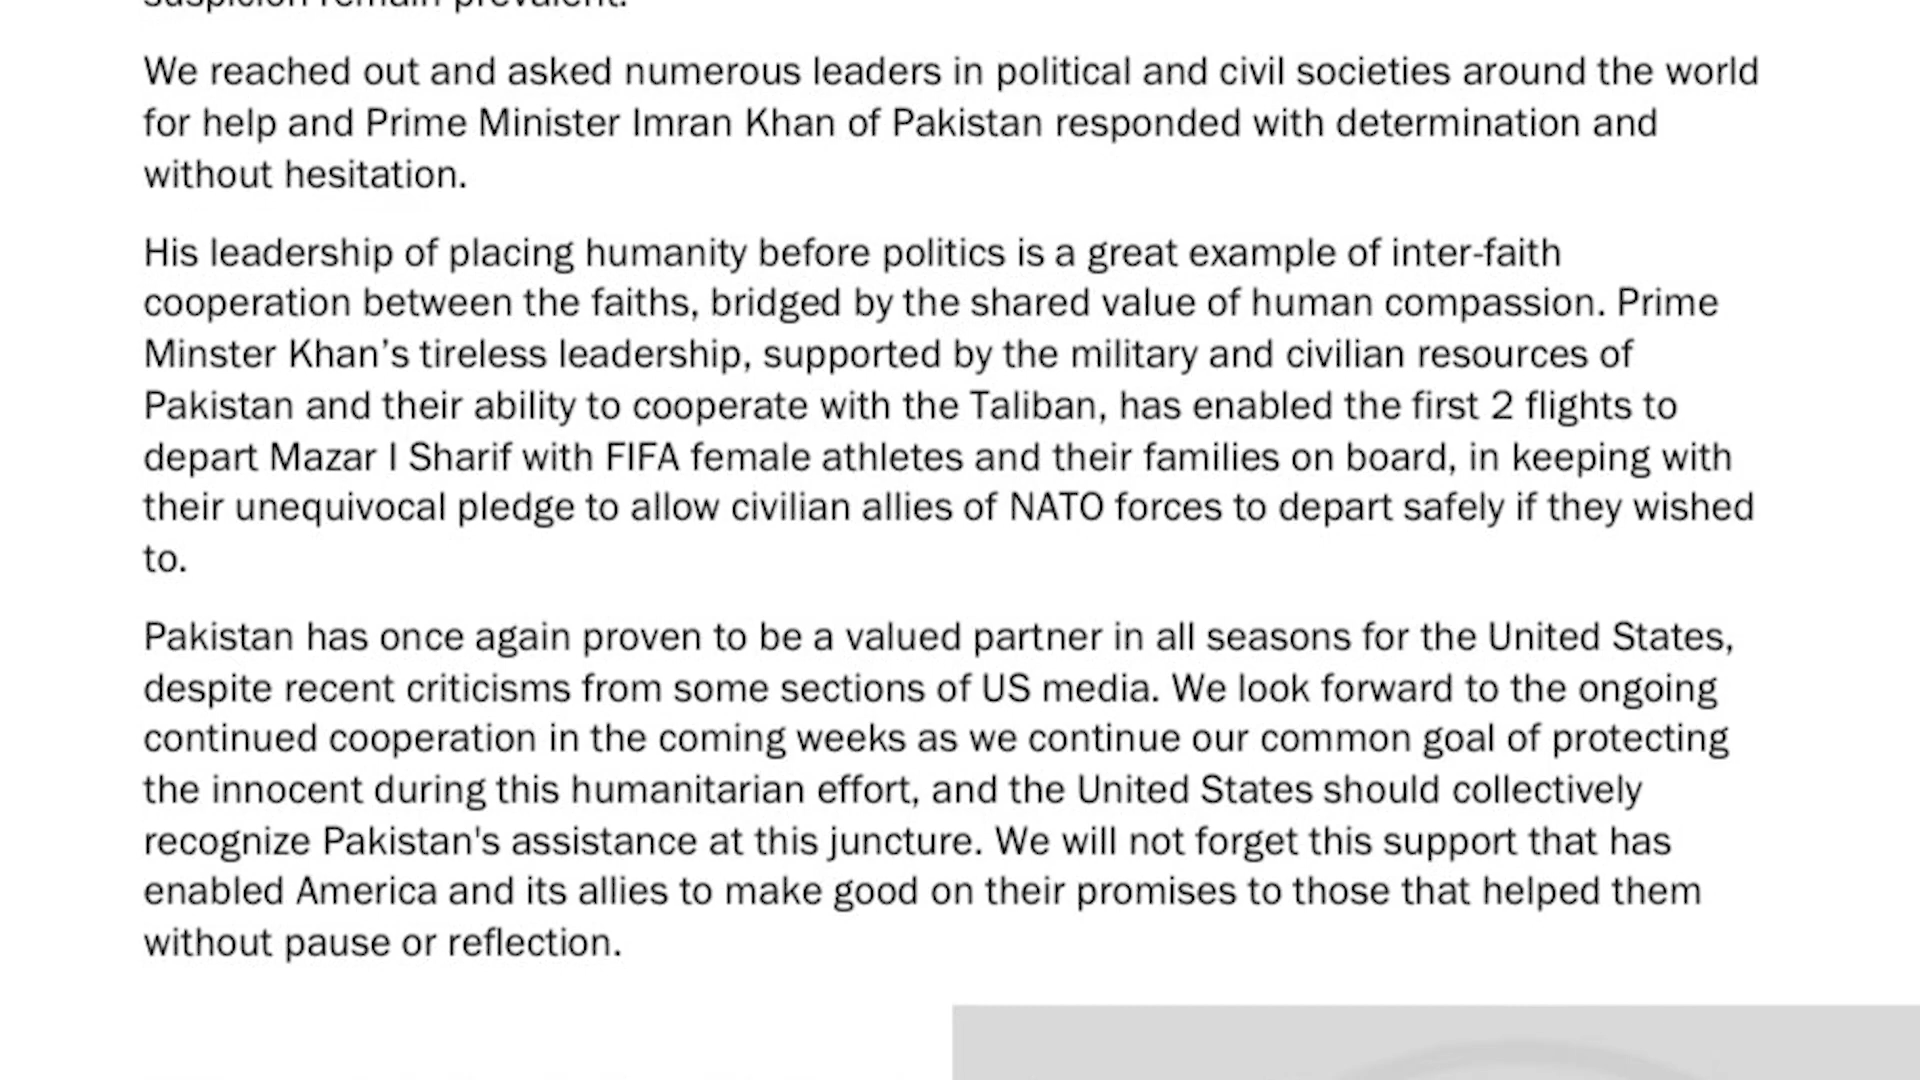 suspicion remain prevalent.
We reached out and asked numerous leaders in political and civil societies around the world
for help and Prime Minister Imran Khan of Pakistan responded with determination and
without hesitation.
His leadership of placing humanity before politics is a great example of inter-faith
cooperation between the faiths, bridged by the shared value of human compassion. Prime
Minster Khan’s tireless leadership, supported by the military and civilian resources of
Pakistan and their ability to cooperate with the Taliban, has enabled the first 2 flights to
depart Mazar I Sharif with FIFA female athletes and their families on board, in keeping with
their unequivocal pledge to allow civilian allies of NATO forces to depart safely if they wished
to.
Pakistan has once again proven to be a valued partner in all seasons for the United States,
despite recent criticisms from some sections of US media. We look forward to the ongoing
continued cooperation in the coming weeks as we continue our common goal of protecting
the innocent during this humanitarian effort, and the United States should collectively
recognize Pakistan's assistance at this juncture. We will not forget this support that has
enabled America and its allies to make good on their promises to those that helped them
without pause or reflection.